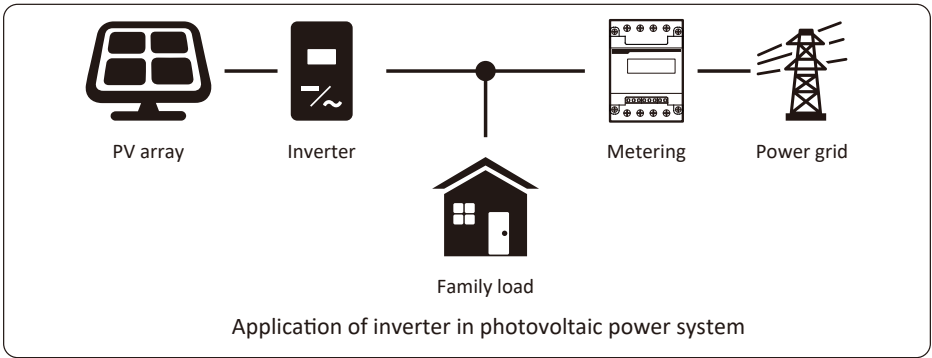 PV array
Inverter
Metering
Power grid
Family load
Application of inverter in photovoltaic power system